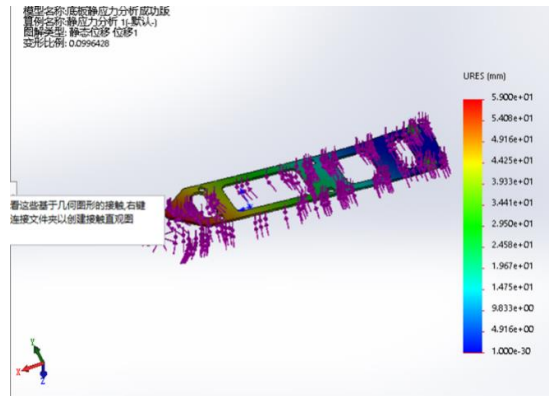 模型名称:底板静应力分析成功版
算例名称:静应力分析 1(-默认-)
图解类型: 静态位移 位移1
变形比例: 0.0996428
URES (mm)
5.900e+01
5.408e+01
4.916e+01
4.425e+01
3.933e+01
3.441e+01
2.950e+01
2.458e+01
1.967e+01
1.475e+01
9.833e+00
4.916e+00
1.000e-30
看这些基于几何图形的接触,右键
连接文件夹以创建接触直观图
Y
X
Z